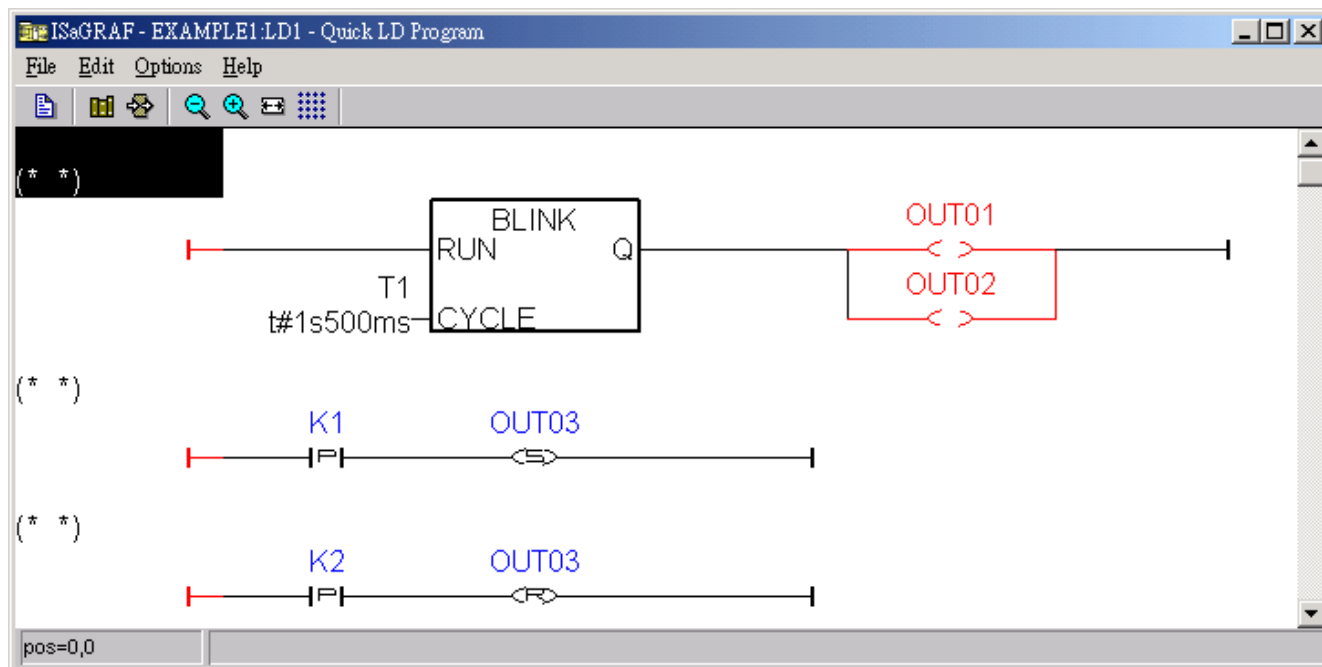 ISaGRAF - EXAMPLE1:LD1 - Quick LD Program
File Edit Options Help
(* *)
BLINK
RUN Q
T1
t#1s500ms
CYCLE
OUT01
OUT02
(* *)
K1 OUT03
P S
(* *)
K2 OUT03
P R
pos=0,0